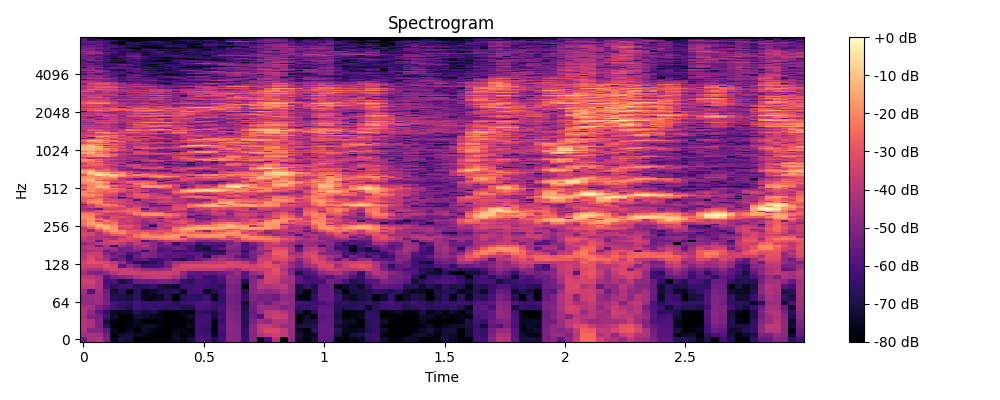 Spectrogram
Hz
4096
2048
1024
512
256
128
64
0
0
0.5
1
1.5
2
2.5
Time
+0 dB
-10 dB
-20 dB
-30 dB
-40 dB
-50 dB
-60 dB
-70 dB
-80 dB